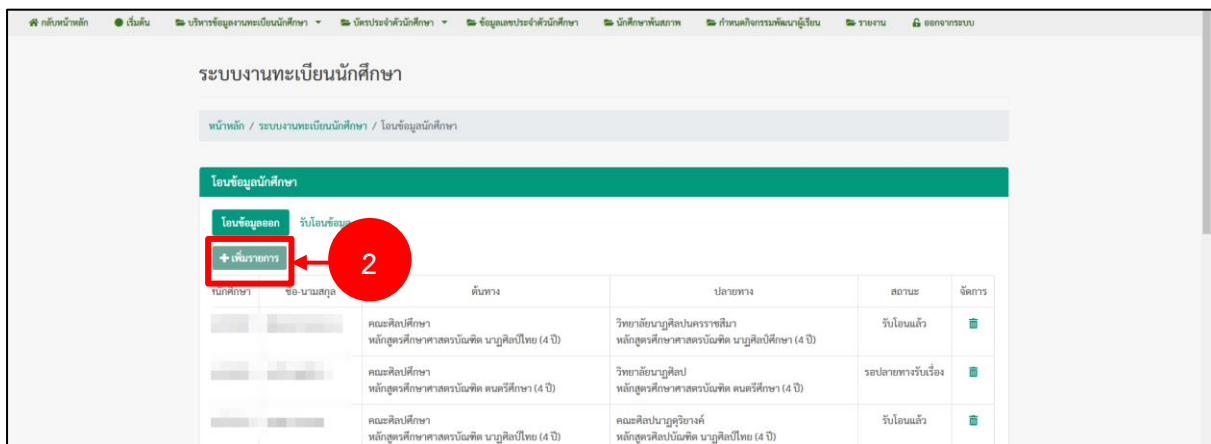 กลับหน้าหลัก เริ่มต้น บริหารข้อมูลงานทะเบียนนักศึกษา บัตรประจำตัวนักศึกษา ข้อมูลเลขประจำตัวนักศึกษา นักศึกษาพ้นสภาพ กำหนดกิจกรรมพัฒนาผู้เรียน รายงาน ออกจากระบบ
ระบบงานทะเบียนนักศึกษา
หน้าหลัก / ระบบงานทะเบียนนักศึกษา / โอนข้อมูลนักศึกษา
โอนข้อมูลนักศึกษา
โอนข้อมูลออก รับโอนข้อมูล
+ เพิ่มรายการ 2
นักศึกษา ชื่อ-นามสกุล ต้นทาง ปลายทาง สถานะ จัดการ
คณะศิลปศึกษา วิทยาลัยนาฏศิลปนครราชสีมา รับโอนแล้ว
หลักสูตรศึกษาศาสตรบัณฑิต นาฏศิลป์ไทย (4 ปี) หลักสูตรศึกษาศาสตรบัณฑิต นาฏศิลป์ศึกษา (4 ปี)
คณะศิลปศึกษา วิทยาลัยนาฏศิลป รอปลายทางรับเรื่อง
หลักสูตรศึกษาศาสตรบัณฑิต ดนตรีศึกษา (4 ปี) หลักสูตรศึกษาศาสตรบัณฑิต ดนตรีศึกษา (4 ปี)
คณะศิลปศึกษา คณะศิลปนาฏดุริยางค์ รับโอนแล้ว
หลักสูตรศึกษาศาสตรบัณฑิต นาฏศิลป์ไทย (4 ปี) หลักสูตรศิลปบัณฑิต นาฏศิลป์ไทย (4 ปี)